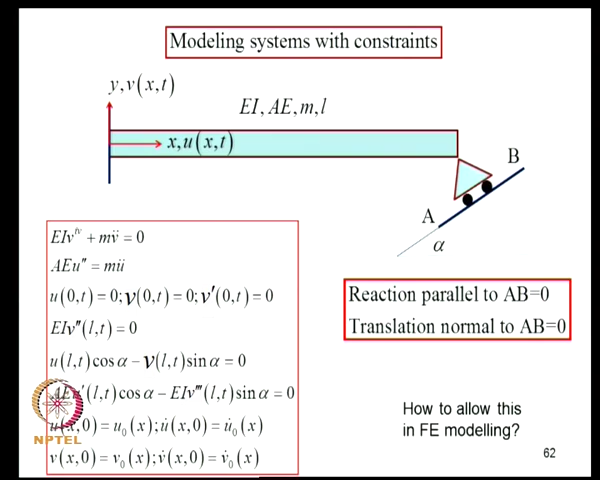 Modeling systems with constraints
y,v(x,t)
EI, AE, m, l
x,u(x,t)
B
A
α
EIv^{iv} + mv̈ = 0
AEu″ = mü
u(0,t) = 0; v(0,t) = 0; v′(0,t) = 0
EIv″(l,t) = 0
u(l,t)cos α − v(l,t)sin α = 0
AEu′(l,t)cos α − EIv‴(l,t)sin α = 0
u(x,0) = u₀(x); u̇(x,0) = u̇₀(x)
v(x,0) = v₀(x); v̇(x,0) = v̇₀(x)
Reaction parallel to AB=0
Translation normal to AB=0
How to allow this
in FE modelling?
NPTEL
62